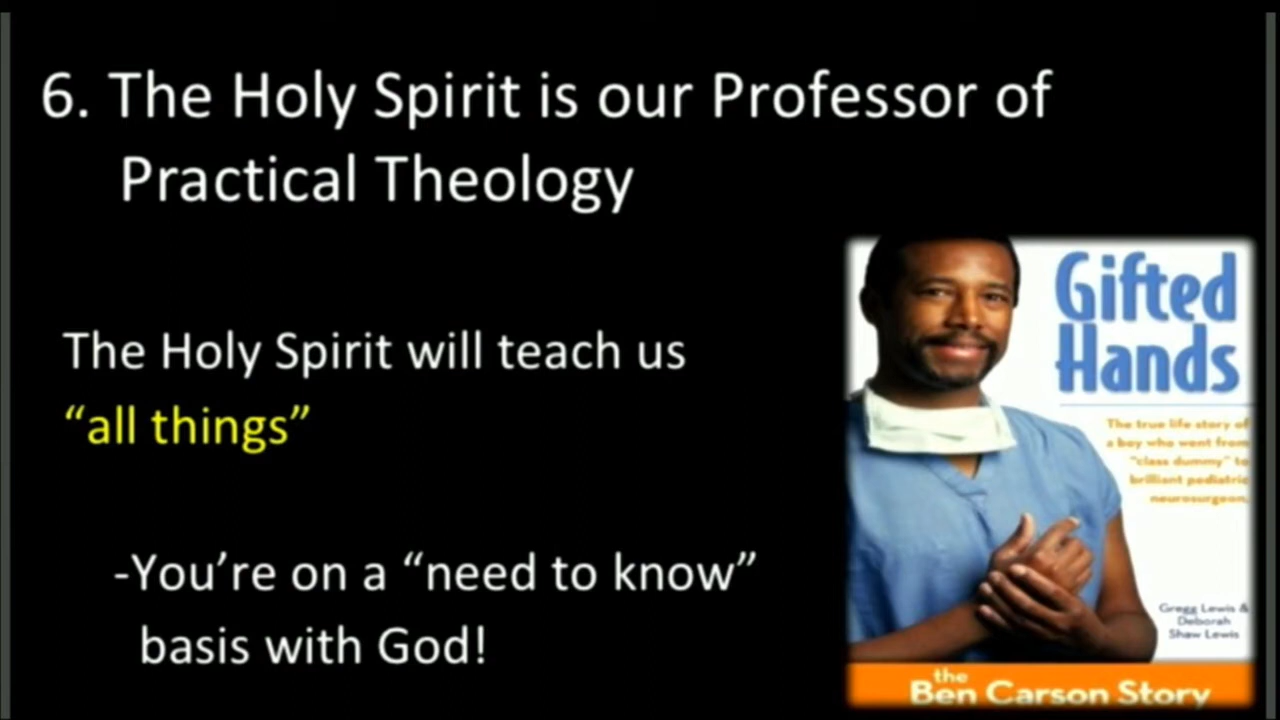 6. The Holy Spirit is our Professor of
Practical Theology
The Holy Spirit will teach us
“all things”
-You’re on a “need to know”
basis with God!
Gifted
Hands
The true life story of
a boy who went from
"class dummy" to
brilliant pediatric
neurosurgeon.
Gregg Lewis &
Deborah
Shaw Lewis
the
Ben Carson Story